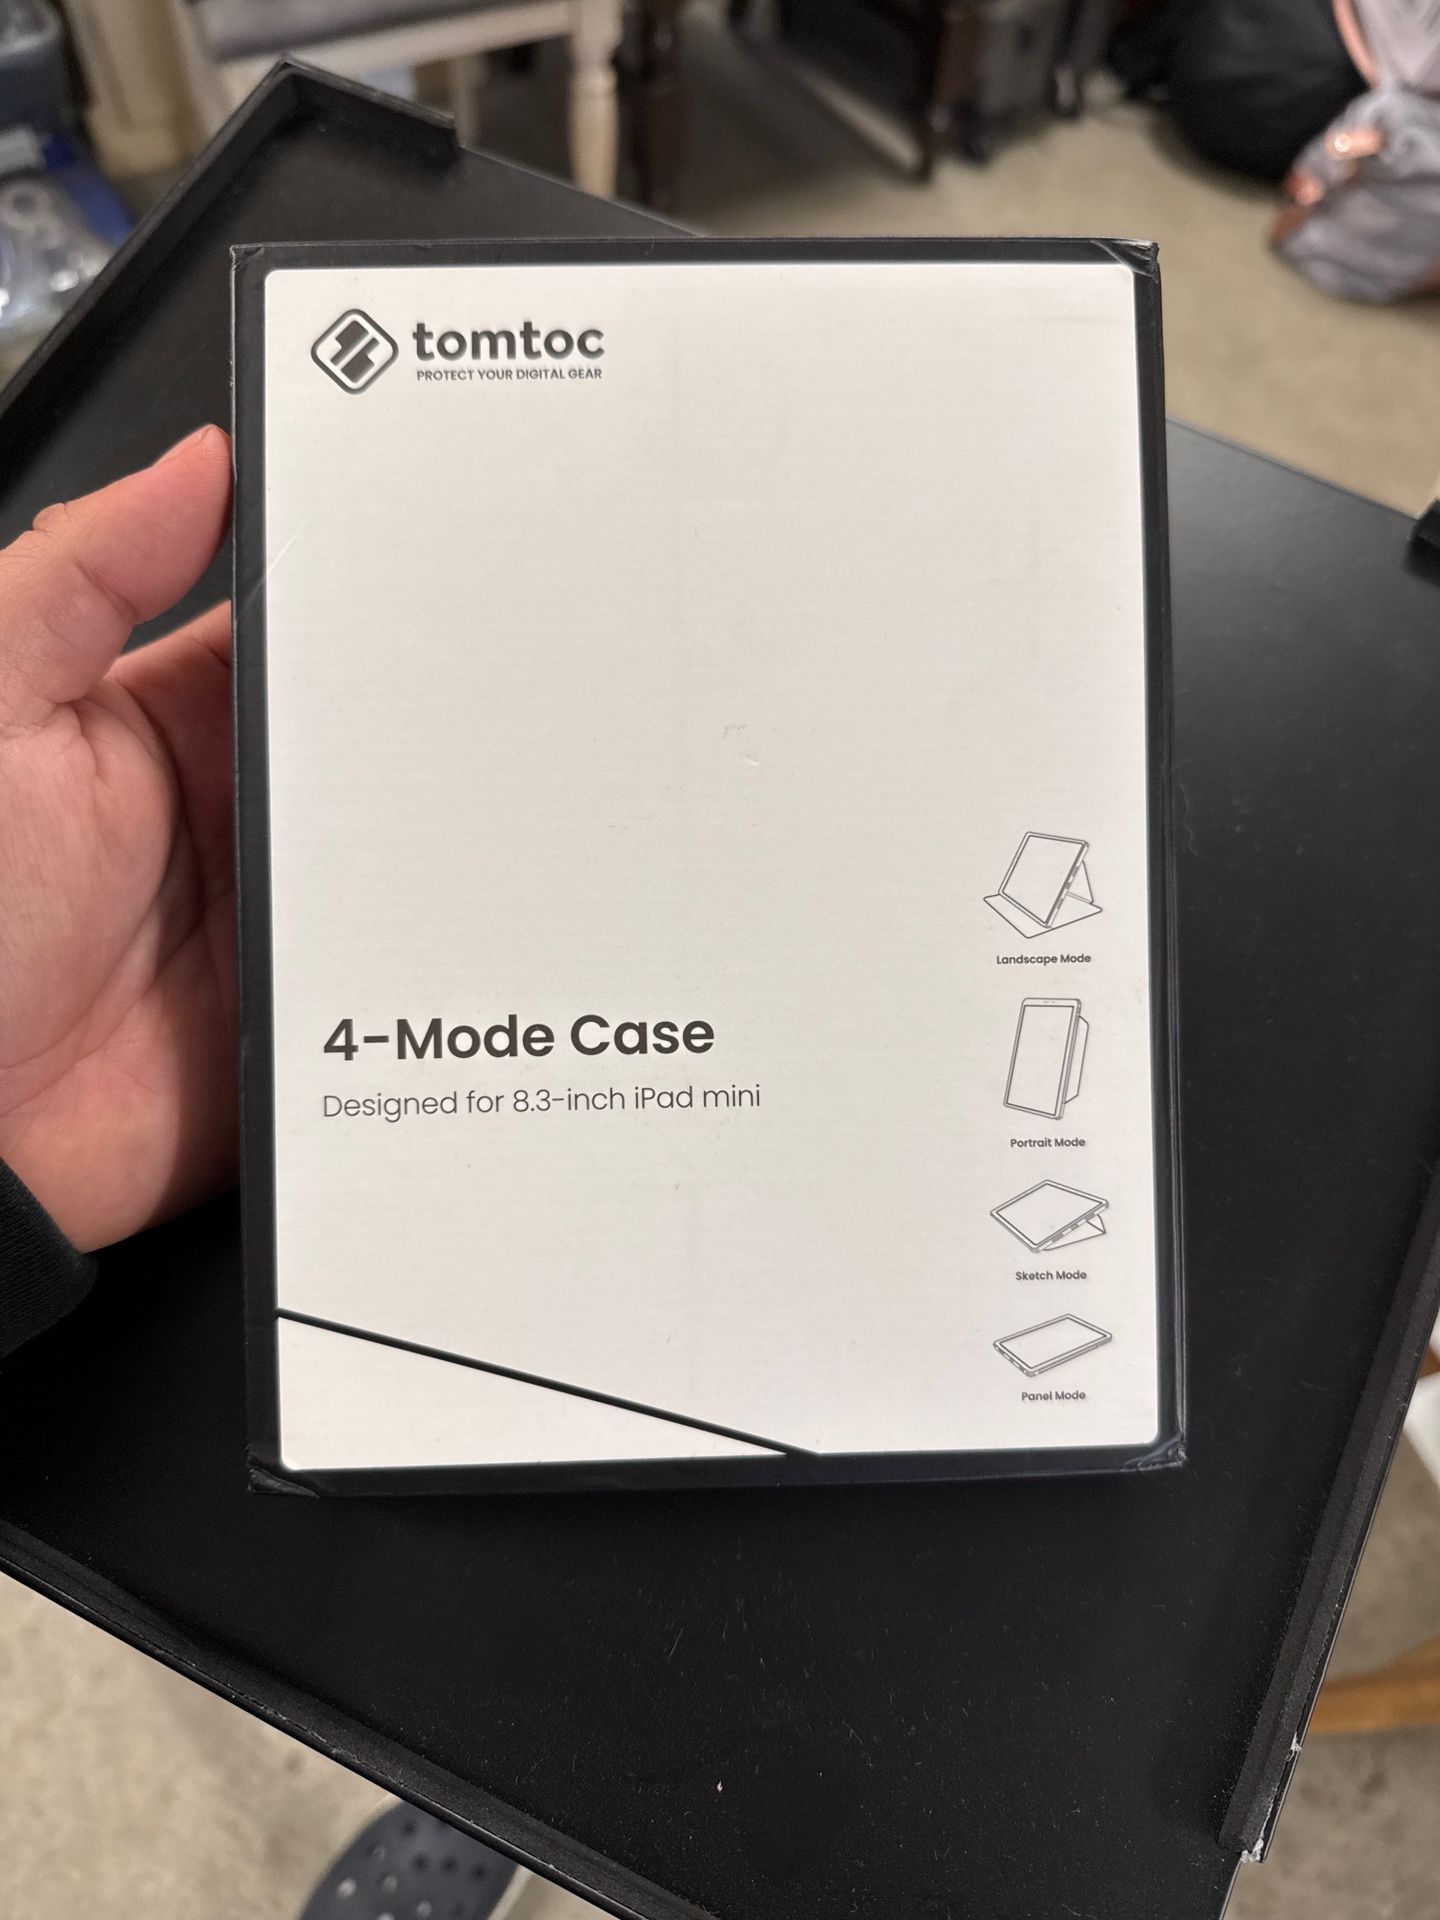 tomtoc
PROTECT YOUR DIGITAL GEAR
4-Mode Case
Designed for 8.3-inch iPad mini
Landscape Mode
Portrait Mode
Sketch Mode
Panel Mode